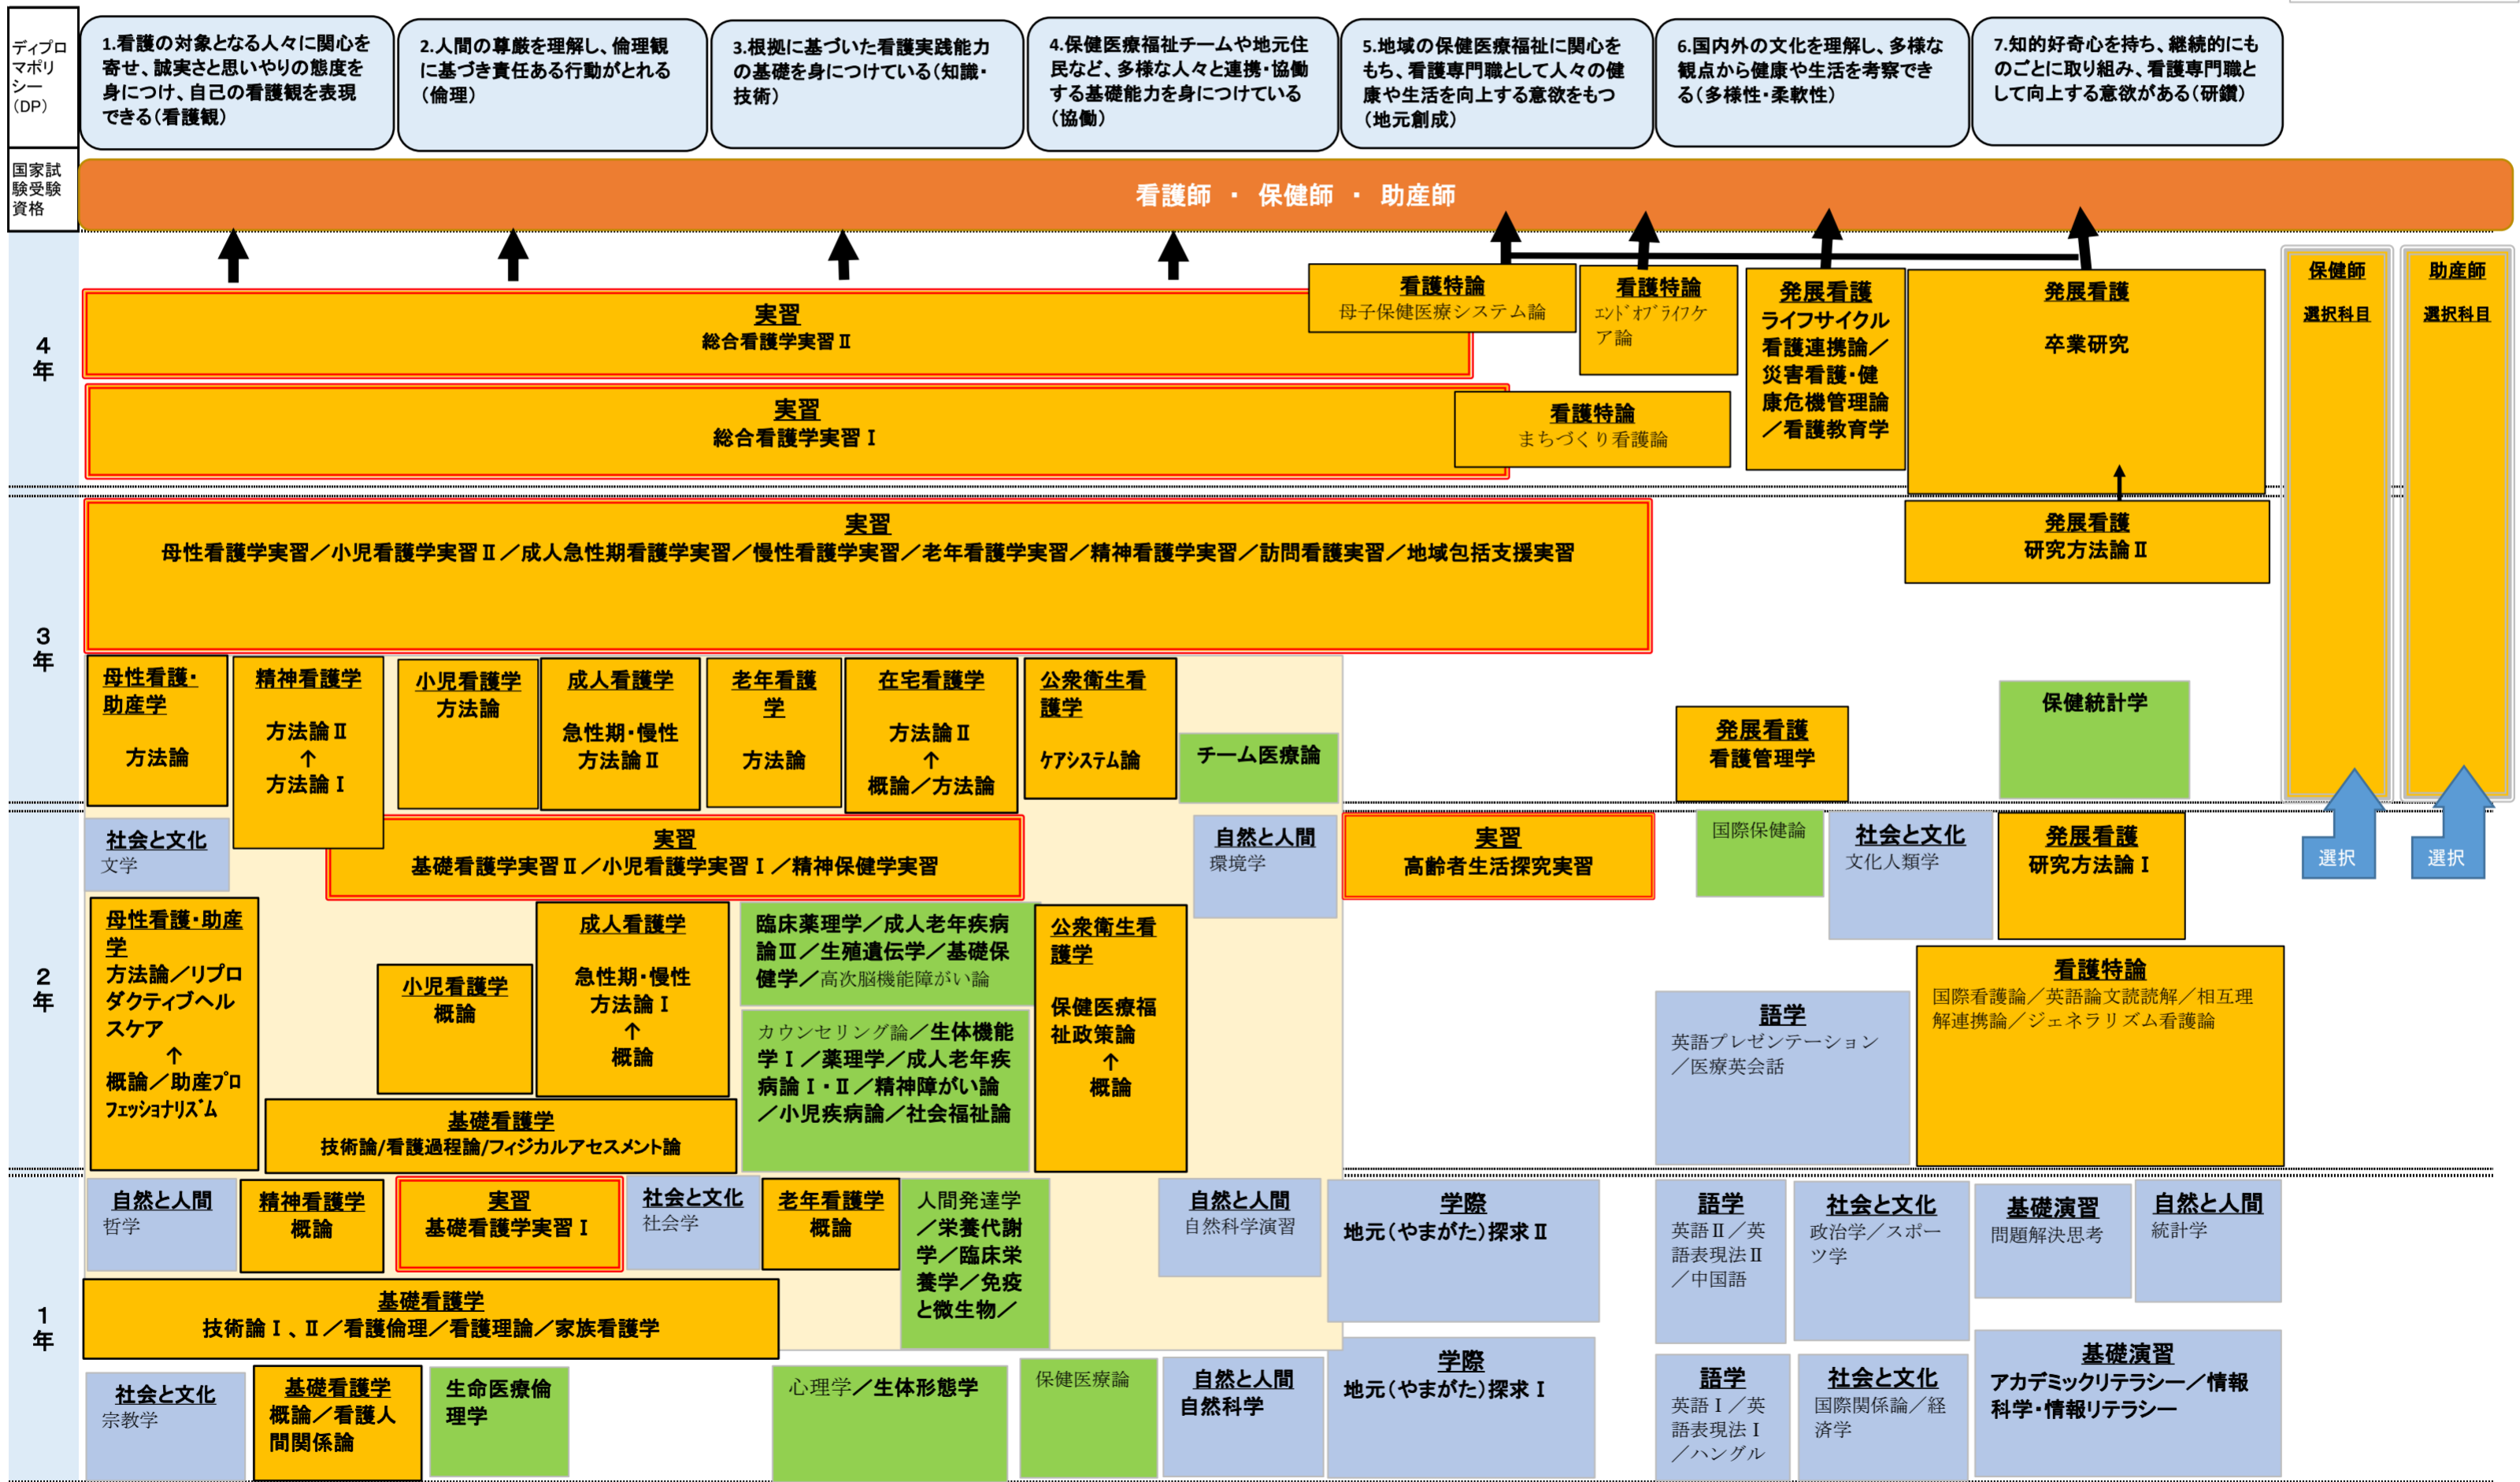 ディプロ
マポリ
シー
（DP）
1.看護の対象となる人々に関心を
寄せ、誠実さと思いやりの態度を
身につけ、自己の看護観を表現
できる（看護観）
2.人間の尊厳を理解し、倫理観
に基づき責任ある行動がとれる
（倫理）
3.根拠に基づいた看護実践能力
の基礎を身につけている（知識・
技術）
4.保健医療福祉チームや地元住
民など、多様な人々と連携・協働
する基礎能力を身につけている
（協働）
5.地域の保健医療福祉に関心を
もち、看護専門職として人々の健
康や生活を向上する意欲をもつ
（地元創成）
6.国内外の文化を理解し、多様な
観点から健康や生活を考察でき
る（多様性・柔軟性）
7.知的好奇心を持ち、継続的にも
のごとに取り組み、看護専門職と
して向上する意欲がある（研鑽）
国家試
験受験
資格
看護師 ・ 保健師 ・ 助産師
4
年
実習
総合看護学実習Ⅱ
看護特論
母子保健医療システム論
看護特論
ｴﾝﾄﾞｵﾌﾞﾗｲﾌｹ
ア論
発展看護
ライフサイクル
看護連携論／
災害看護・健
康危機管理論
／看護教育学
発展看護
卒業研究
保健師
選択科目
助産師
選択科目
実習
総合看護学実習Ⅰ
看護特論
まちづくり看護論
3
年
実習
母性看護学実習／小児看護学実習Ⅱ／成人急性期看護学実習／慢性看護学実習／老年看護学実習／精神看護学実習／訪問看護実習／地域包括支援実習
発展看護
研究方法論Ⅱ
母性看護・
助産学
方法論
精神看護学
方法論Ⅱ
↑
方法論Ⅰ
小児看護学
方法論
成人看護学
急性期・慢性
方法論Ⅱ
老年看護
学
方法論
在宅看護学
方法論Ⅱ
↑
概論／方法論
公衆衛生看
護学
ｹｱｼｽﾃﾑ論
チーム医療論
発展看護
看護管理学
保健統計学
選択
選択
2
年
社会と文化
文学
実習
基礎看護学実習Ⅱ／小児看護学実習Ⅰ／精神保健学実習
自然と人間
環境学
実習
高齢者生活探究実習
国際保健論
社会と文化
文化人類学
発展看護
研究方法論Ⅰ
母性看護・助産
学
方法論／リプロ
ダクティブヘル
スケア
↑
概論／助産ﾌﾟﾛ
ﾌｪｯｼｮﾅﾘｽﾞﾑ
小児看護学
概論
成人看護学
急性期・慢性
方法論Ⅰ
↑
概論
臨床薬理学／成人老年疾病
論Ⅲ／生殖遺伝学／基礎保
健学／高次脳機能障がい論
カウンセリング論／生体機能
学Ⅰ／薬理学／成人老年疾
病論Ⅰ・Ⅱ／精神障がい論
／小児疾病論／社会福祉論
公衆衛生看
護学
保健医療福
祉政策論
↑
概論
語学
英語プレゼンテーション
／医療英会話
看護特論
国際看護論／英語論文読読解／相互理
解連携論／ジェネラリズム看護論
基礎看護学
技術論/看護過程論/フィジカルアセスメント論
1
年
自然と人間
哲学
精神看護学
概論
実習
基礎看護学実習Ⅰ
社会と文化
社会学
老年看護学
概論
人間発達学
／栄養代謝
学／臨床栄
養学／免疫
と微生物／
自然と人間
自然科学演習
学際
地元（やまがた）探求Ⅱ
語学
英語Ⅱ／英
語表現法Ⅱ
／中国語
社会と文化
政治学／スポー
ツ学
基礎演習
問題解決思考
自然と人間
統計学
基礎看護学
技術論Ⅰ、Ⅱ／看護倫理／看護理論／家族看護学
社会と文化
宗教学
基礎看護学
概論／看護人
間関係論
生命医療倫
理学
心理学／生体形態学
保健医療論
自然と人間
自然科学
学際
地元（やまがた）探求Ⅰ
語学
英語Ⅰ／英
語表現法Ⅰ
／ハングル
社会と文化
国際関係論／経
済学
基礎演習
アカデミックリテラシー／情報
科学・情報リテラシー